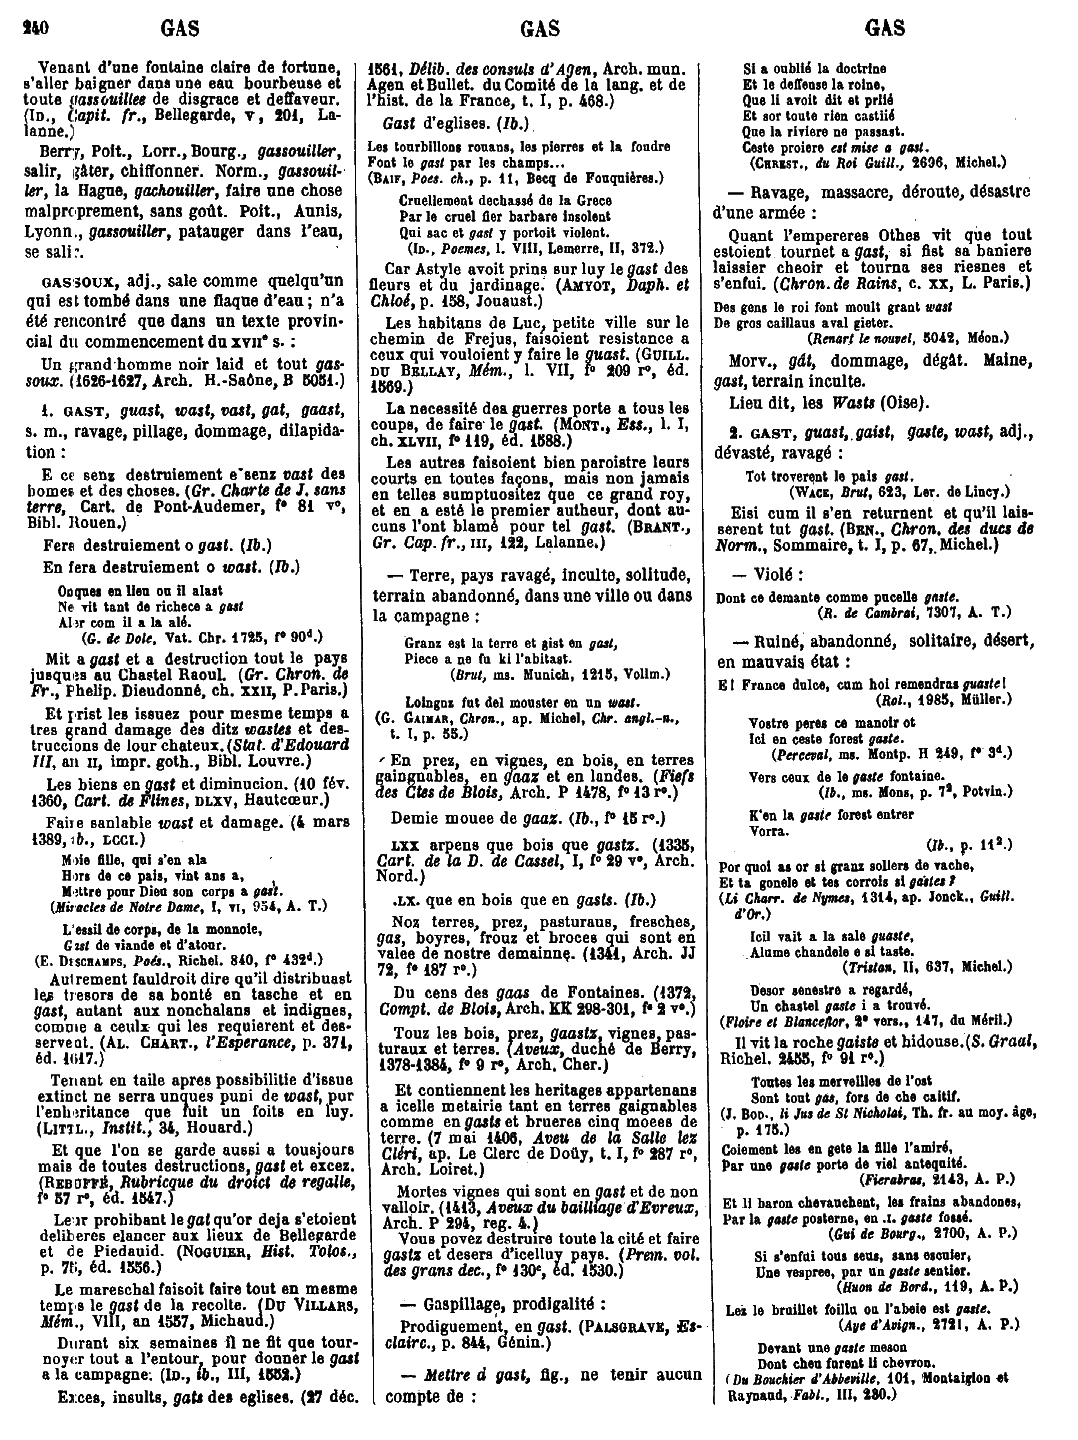 240 GAS GAS GAS
Venant d'une fontaine claire de fortune,
s'aller baigner dans une eau bourbeuse et
toute gassouillee de disgrace et deffaveur.
(ID., Capit. fr., Bellegarde, V, 201, La-
lanne.)
Berry, Poit., Lorr., Bourg., gassouiller,
salir, gâter, chiffonner. Norm., gassouil-
ler, la Hague, gachouiller, faire une chose
malproprement, sans goût. Poit., Aunis,
Lyonn., gassouiller, patauger dans l'eau,
se salir.
GASSOUX, adj., sale comme quelqu'un
qui est tombé dans une flaque d'eau ; n'a
été rencontré que dans un texte provin-
cial du commencement du XVIIe s. :
Un grand homme noir laid et tout gas-
soux. (1626-1627, Arch. H.-Saône, B 5051.)
1. GAST, guast, wast, vast, gat, gaast,
s. m., ravage, pillage, dommage, dilapida-
tion :
E ce senz destruiement e senz vast des
homes et des choses. (Gr. Charte de J. sans
terre, Cart. de Pont-Audemer, f° 81 v°,
Bibl. Rouen.)
Fera destruiement o gast. (Ib.)
En fera destruiement o wast. (Ib.)
Onques en lieu ou il alast
Ne vit tant de richece a gast
Aler com il a la alé.
(G. de Dole, Vat. Chr. 1725, f° 90d.)
Mit a gast et a destruction tout le pays
jusques au Chastel Raoul. (Gr. Chron. de
Fr., Phelip. Dieudonné, ch. XXII, P. Paris.)
Et prist les issuez pour mesme temps a
tres grand damage des ditz wastes et des-
truccions de lour chateux. (Stat. d'Edouard
III, an II, impr. goth., Bibl. Louvre.)
Les biens en gast et diminucion. (10 fév.
1360, Cart. de Flines, DLXV, Hautcœur.)
Faire sanlable wast et damage. (4 mars
1389, ib., DCCI.)
Moie fille, qui s'en ala
Hors de ce pais, vint ans a,
Mettre pour Dieu son corps a gast.
(Miracles de Nostre Dame, I, VI, 954, A. T.)
L'essil de corps, de la monnoie,
Gast de viande et d'atour.
(E. DESCHAMPS, Poés., Richel. 840, f° 432d.)
Autrement fauldroit dire qu'il distribuast
les tresors de sa bonté en tasche et en
gast, autant aux nonchalans et indignes,
comme a ceulx qui les requierent et des-
servent. (AL. CHART., l'Esperance, p. 371,
éd. 1617.)
Tenant en taile apres possibilitie d'issue
extinct ne serra unques puni de wast, pur
l'enheritance que fuit un foits en luy.
(LITTL., Instit., 34, Houard.)
Et que l'on se garde aussi a tousjours
mais de toutes destructions, gast et excez.
(REBOFFÉ, Rubricque du droict de regalle,
f° 57 r°, éd. 1547.)
Leur prohibant le gat qu'or deja s'etoient
deliberes elancer aux lieux de Bellegarde
et de Piedauid. (NOGUIER, Hist. Tolos.,
p. 75, éd. 1556.)
Le mareschal faisoit faire tout en mesme
temps le gast de la recolte. (DU VILLARS,
Mém., VIII, an 1557, Michaud.)
Durant six semaines il ne fit que tour-
noyer tout a l'entour, pour donner le gast
a la campagne. (ID., ib., III, 1552.)
Exces, insults, gats des eglises. (27 déc.
1561, Délib. des consuls d'Agen, Arch. mun.
Agen et Bullet. du Comité de la lang. et de
l'hist. de la France, t. I, p. 468.)
Gast d'eglises. (Ib.)
Les tourbillons rouans, les pierres et la foudre
Font le gast par les champs...
(BAIF, Poes. ch., p. 11, Becq de Fouquières.)
Cruellement dechassé de la Grece
Par le cruel fier barbare insolent
Qui sac et gast y portoit violent.
(ID., Poemes, l. VIII, Lemerre, II, 372.)
Car Astyle avoit prins sur luy le gast des
fleurs et du jardinage. (AMYOT, Daph. et
Chloé, p. 158, Jouaust.)
Les habitans de Luc, petite ville sur le
chemin de Frejus, faisoient resistance a
ceux qui vouloient y faire le guast. (GUILL.
DU BELLAY, Mém., l. VII, f° 209 r°, éd.
1569.)
La necessité des guerres porte a tous les
coups, de faire le gast. (MONT., Ess., l. I,
ch. XLVII, f° 119, éd. 1588.)
Les autres faisoient bien paroistre leurs
courts en toutes façons, mais non jamais
en telles sumptuositez que ce grand roy,
et en a esté le premier autheur, dont au-
cuns l'ont blamé pour tel gast. (BRANT.,
Gr. Cap. fr., III, 122, Lalanne.)
— Terre, pays ravagé, inculte, solitude,
terrain abandonné, dans une ville ou dans
la campagne :
Granz est la terre et gist en gast,
Piece a ne fu ki l'abitast.
(Brut, ms. Munich, 1215, Vollm.)
Loingnz fut del mouster en un wast.
(G. GAIMAR, Chron., ap. Michel, Chr. angl.-n.,
t. I, p. 55.)
En prez, en vignes, en bois, en terres
gaingnables, en gaaz et en landes. (Fiefs
des Ctes de Blois, Arch. P 1478, f° 13 r°.)
Demie mouee de gaaz. (Ib., f° 15 r°.)
LXX arpens que bois que gastz. (1335,
Cart. de la D. de Cassel, I, f° 29 v°, Arch.
Nord.)
.LX. que en bois que en gasts. (Ib.)
Noz terres, prez, pasturaus, fresches,
gas, boyres, frouz et broces qui sont en
valee de nostre demainne. (1341, Arch. JJ
72, f° 187 r°.)
Du cens des gaas de Fontaines. (1372,
Compt. de Blois, Arch. KK 298-301, f° 2 v°.)
Touz les bois, prez, gaastz, vignes, pas-
turaux et terres. (Aveux, duché de Berry,
1378-1384, f° 9 r°, Arch. Cher.)
Et contiennent les heritages appartenans
a icelle metairie tant en terres gaignables
comme en gasts et brueres cinq moees de
terre. (7 mai 1406, Aveu de la Salle lez
Cléri, ap. Le Clerc de Doûy, t. I, f° 287 r°,
Arch. Loiret.)
Mortes vignes qui sont en gast et de non
valloir. (1413, Aveux du bailliage d'Evreux,
Arch. P 294, reg. 4.)
Vous povez destruire toute la cité et faire
gastz et desers d'icelluy pays. (Prem. vol.
des grans dec., f° 130c, éd. 1530.)
— Gaspillage, prodigalité :
Prodiguement, en gast. (PALSGRAVE, Es-
clairc., p. 844, Génin.)
— Mettre a gast, fig., ne tenir aucun
compte de :
Si a oublié la doctrine
Et le deffense la roine,
Que li avoit dit et priié
Et sor toute rien castiié
Que la riviere ne passast.
Ceste proiere est mise a gast.
(CHREST., du Roi Guill., 2696, Michel.)
— Ravage, massacre, déroute, désastre
d'une armée :
Quant l'empereres Othes vit que tout
estoient tournet a gast, si fist sa baniere
laissier cheoir et tourna ses riesnes et
s'enfui. (Chron. de Rains, c. XX, L. Paris.)
Des gens le roi font moult grant wast
De gros caillaus aval gieter.
(Renart le nouvel, 5042, Méon.)
Morv., gât, dommage, dégât. Maine,
gast, terrain inculte.
Lieu dit, les Wasts (Oise).
2. GAST, guast, gaist, gaste, wast, adj.,
dévasté, ravagé :
Tot troverent le païs gast.
(WACE, Brut, 623, Ler. de Lincy.)
Eisi cum il s'en returnent et qu'il lais-
serent tut gast. (BEN., Chron. des ducs de
Norm., Sommaire, t. I, p. 67, Michel.)
— Violé :
Dont ce demante comme pucelle gaste.
(R. de Cambrai, 7307, A. T.)
— Ruiné, abandonné, solitaire, désert,
en mauvais état :
E! France dulce, cum hoi remendras guaste!
(Rol., 1985, Müller.)
Vostre peres ce manoir ot
Ici en ceste forest gaste.
(Perceval, ms. Montp. H 249, f° 3d.)
Vers ceux de le gaste fontaine.
(Ib., ms. Mons, p. 72, Potvin.)
K'en la gaste forest entrer
Vorra.
(Ib., p. 112.)
Por quoi as or si granz sollers de vache,
Et ta gonele et tes corrois si gastes?
(Li Charr. de Nymes, 1314, ap. Jonck., Guill.
d'Or.)
Icil vait a la sale guaste,
Alume chandele e si taste.
(Tristan, II, 637, Michel.)
Desor senestre a regardé,
Un chastel gaste i a trouvé.
(Floire et Blanceflor, 2e vers., 147, du Méril.)
Il vit la roche gaiste et hidouse. (S. Graal,
Richel. 2455, f° 91 r°.)
Toutes les merveilles de l'ost
Sont tout gas, fors de che caitif.
(J. BOD., li Jus de St Nicholai, Th. fr. au moy. âge,
p. 175.)
Coiement les en gete la fille l'amiré,
Par une gaste porte de viel antequité.
(Fierabras, 2143, A. P.)
Et li baron chevauchent, les frains abandones,
Par la gaste posterne, en .I. gaste fossé.
(Gui de Bourg., 2700, A. P.)
Si s'enfui tous seus, sans escuier,
Une vespree, par un gaste sentier.
(Huon de Bord., 119, A. P.)
Lez le bruillet foillu ou l'abeie est gaste.
(Aye d'Avign., 2721, A. P.)
Devant une gaste meson
Dont cheu furent li chevron.
(Du Bouchier d'Abbeville, 101, Montaiglon et
Raynaud, Fabl., III, 230.)